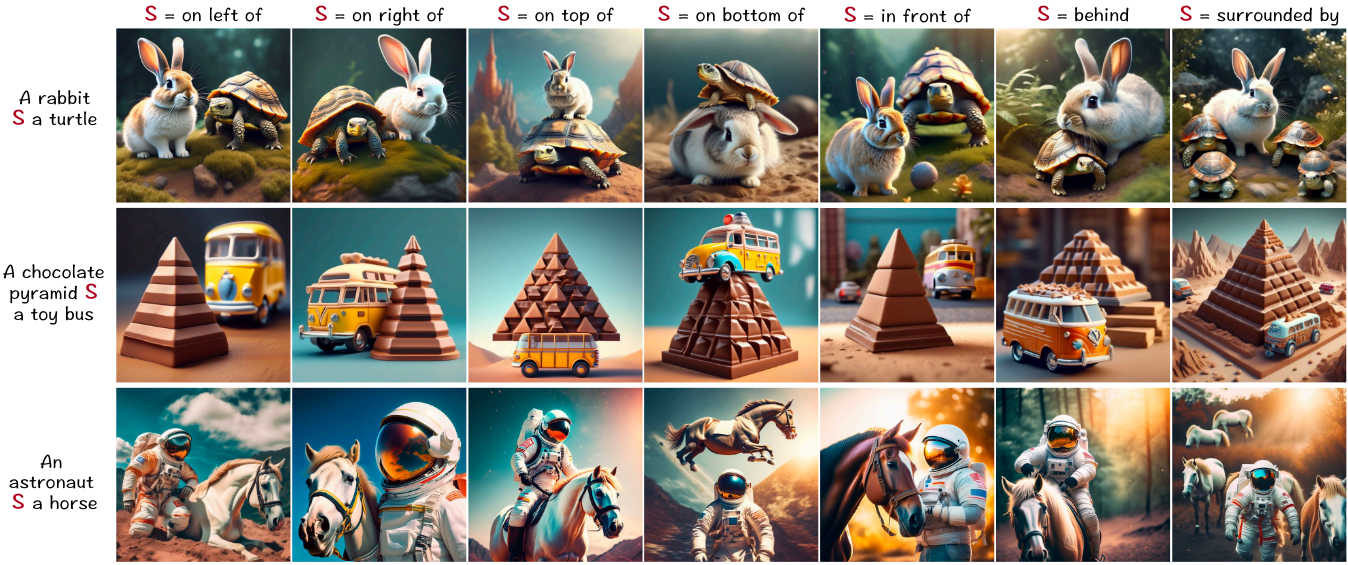 S = on left of
S = on right of
S = on top of
S = on bottom of
S = in front of
S = behind
S = surrounded by
A rabbit
S a turtle
A chocolate
pyramid S
a toy bus
An
astronaut
S a horse